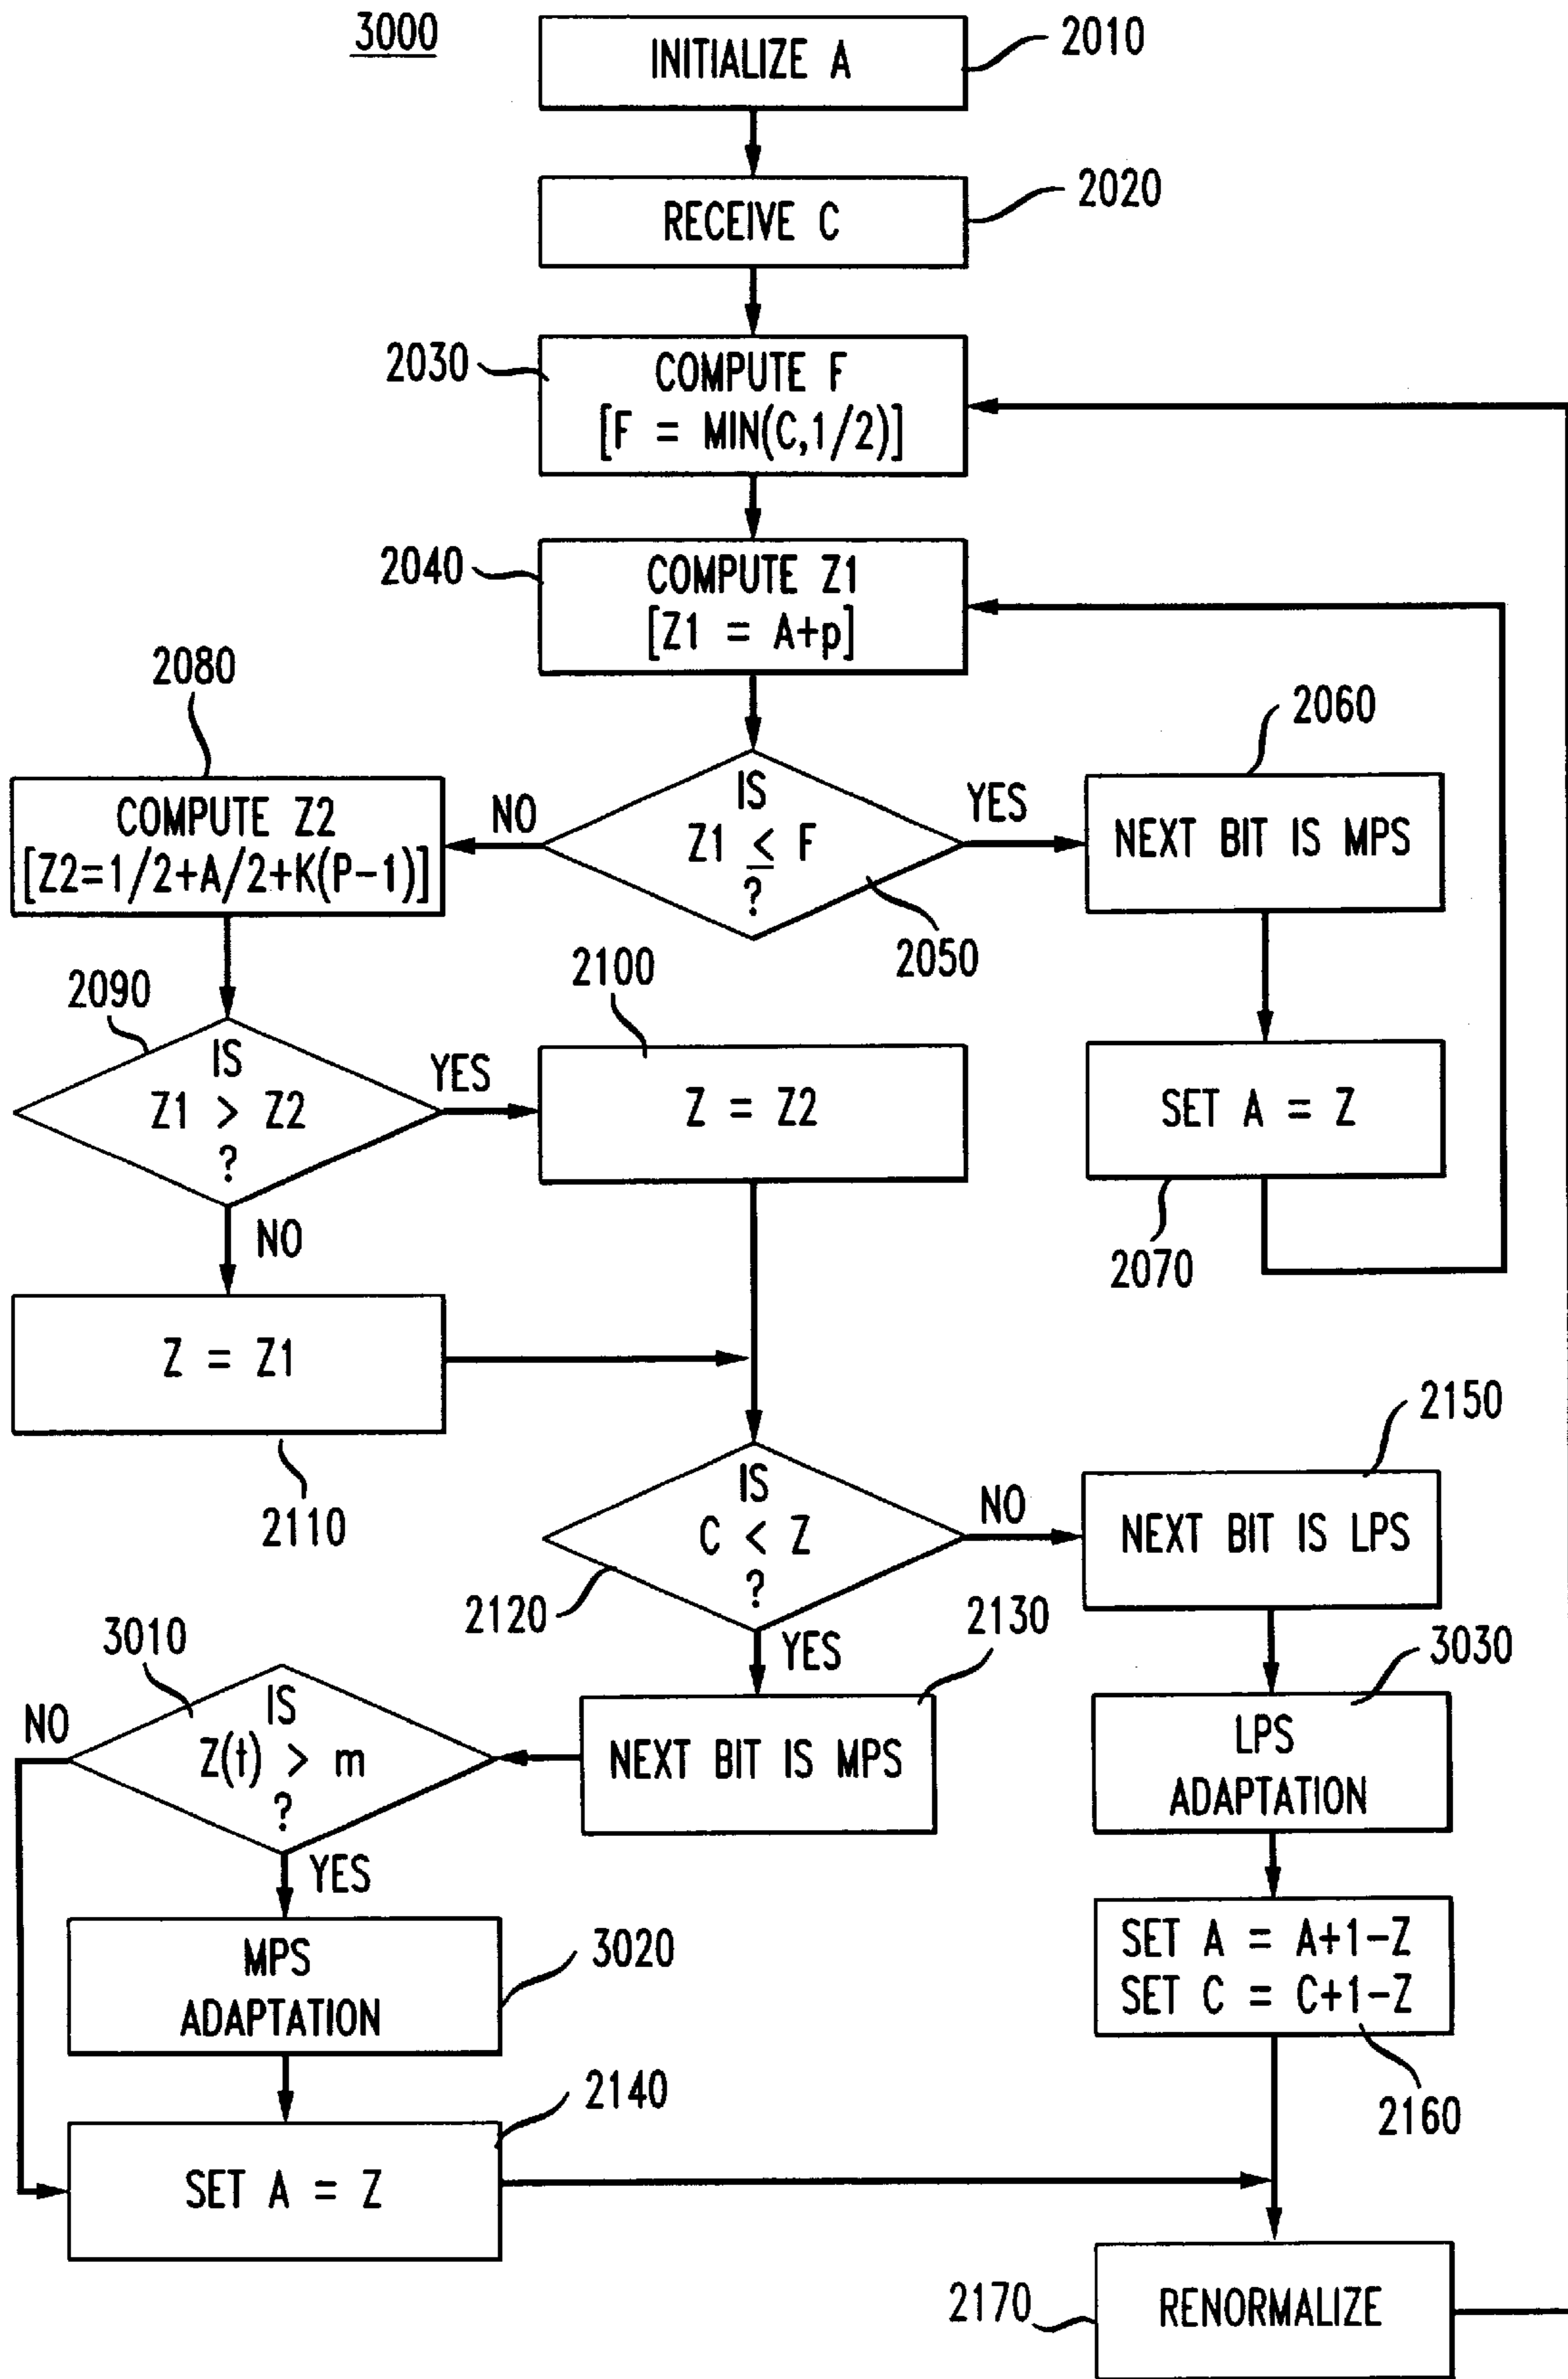 3000
INITIALIZE A
2010
RECEIVE C
2020
2030
COMPUTE F
[F = MIN(C,1/2)]
2040
COMPUTE Z1
[Z1 = A+p]
2080
COMPUTE Z2
[Z2=1/2+A/2+K(P-1)]
NO
IS
Z1 ≤ F
?
YES
2050
2060
NEXT BIT IS MPS
2090
IS
Z1 > Z2
?
YES
NO
2100
Z = Z2
SET A = Z
2070
Z = Z1
2110
IS
C < Z
?
NO
2120
YES
2150
NEXT BIT IS LPS
2130
NEXT BIT IS MPS
3010
NO
IS
Z(t) > m
?
YES
3030
LPS
ADAPTATION
MPS
ADAPTATION
3020
SET A = A+1-Z
SET C = C+1-Z
2160
2140
SET A = Z
2170
RENORMALIZE